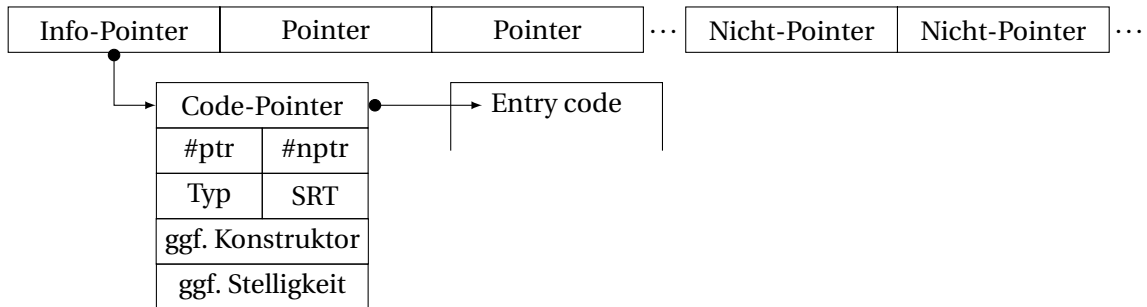 Info-Pointer Pointer Pointer ... Nicht-Pointer Nicht-Pointer ...
Code-Pointer Entry code
#ptr #nptr
Typ SRT
ggf. Konstruktor
ggf. Stelligkeit